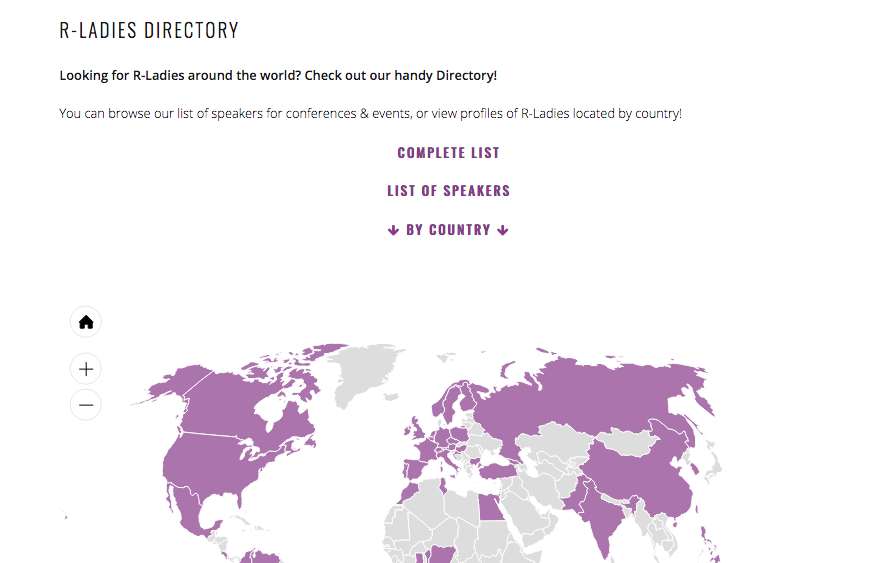 R-LADIES DIRECTORY
Looking for R-Ladies around the world? Check out our handy Directory!
You can browse our list of speakers for conferences & events, or view profiles of R-Ladies located by country!
COMPLETE LIST
LIST OF SPEAKERS
↓ BY COUNTRY ↓